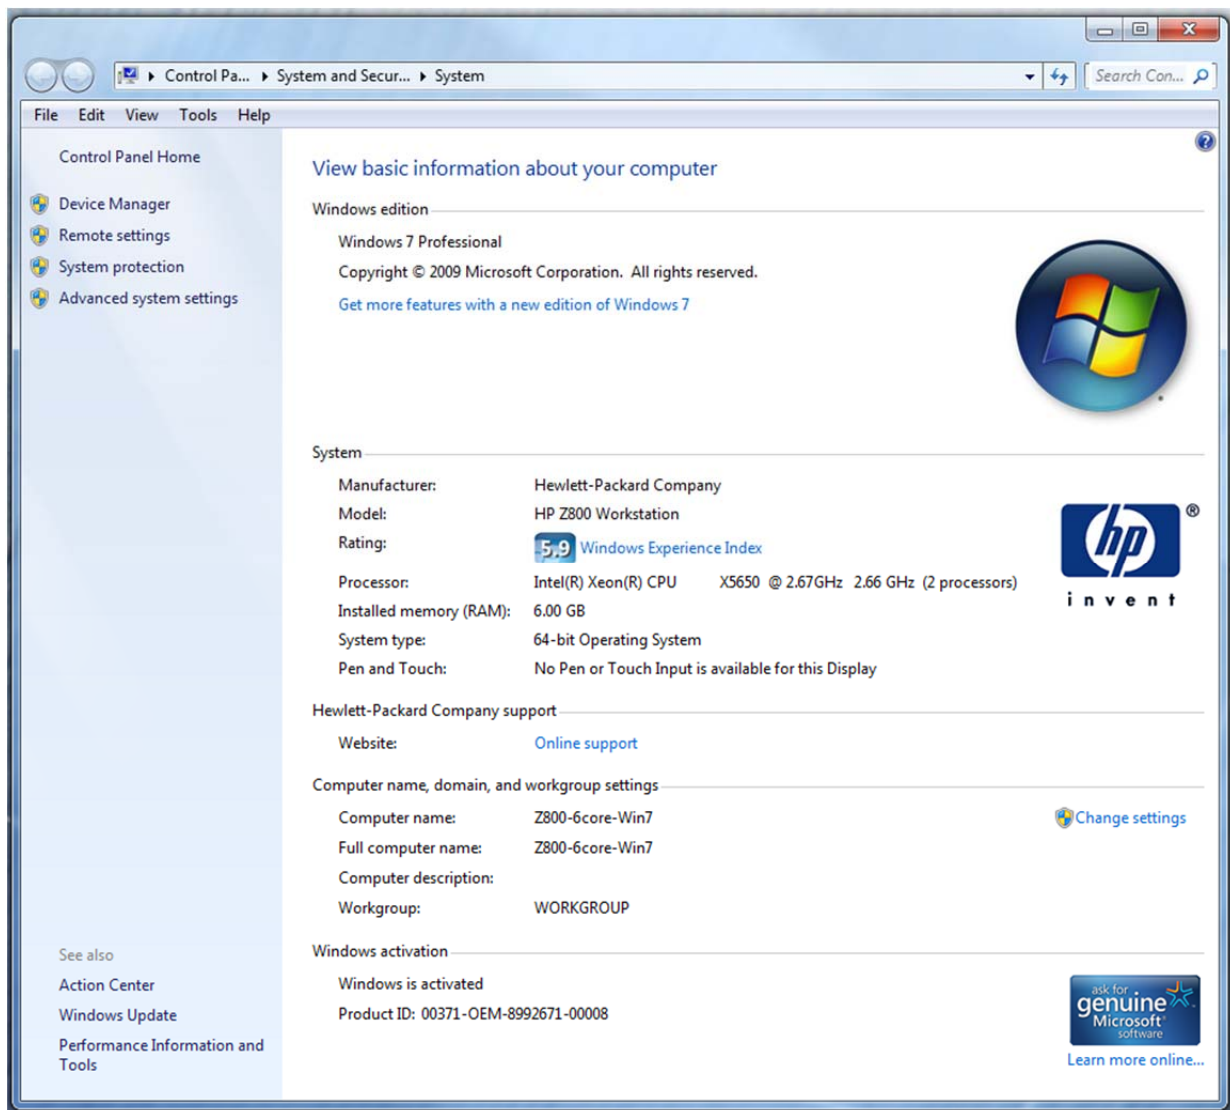 Control Pa... System and Secur... System
Search Con...
File Edit View Tools Help
Control Panel Home
Device Manager
Remote settings
System protection
Advanced system settings
See also
Action Center
Windows Update
Performance Information and
Tools
View basic information about your computer
Windows edition
Windows 7 Professional
Copyright © 2009 Microsoft Corporation. All rights reserved.
Get more features with a new edition of Windows 7
System
Manufacturer: Hewlett-Packard Company
Model: HP Z800 Workstation
Rating: 5.9 Windows Experience Index
Processor: Intel(R) Xeon(R) CPU X5650 @ 2.67GHz 2.66 GHz (2 processors)
Installed memory (RAM): 6.00 GB
System type: 64-bit Operating System
Pen and Touch: No Pen or Touch Input is available for this Display
hp ®
invent
Hewlett-Packard Company support
Website: Online support
Computer name, domain, and workgroup settings
Computer name: Z800-6core-Win7
Change settings
Full computer name: Z800-6core-Win7
Computer description:
Workgroup: WORKGROUP
Windows activation
Windows is activated
Product ID: 00371-OEM-8992671-00008
ask for
genuine
Microsoft
software
Learn more online...